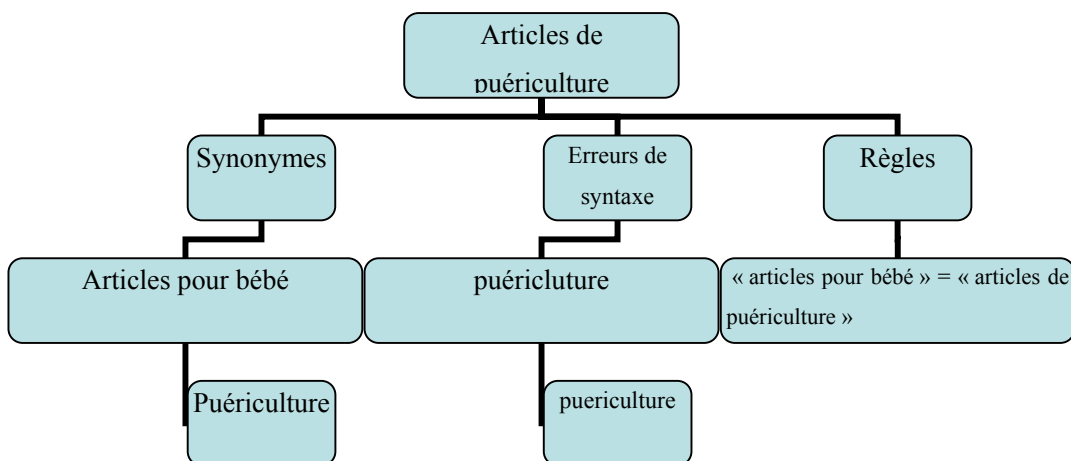 Articles de
puériculture
Synonymes
Erreurs de
syntaxe
Règles
Articles pour bébé
puéricluture
« articles pour bébé » = « articles de
puériculture »
Puériculture
puericulture